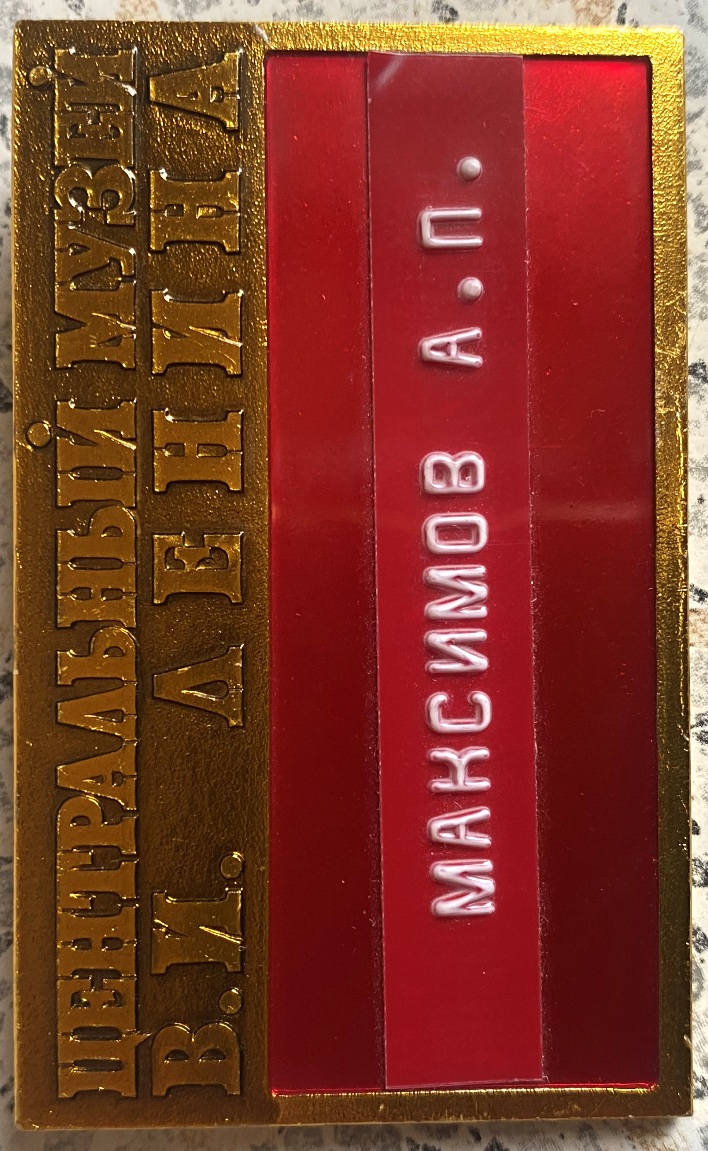 ЦЕНТРАЛЬНЫЙ МУЗЕЙ
В.И. ЛЕНИНА
МАКСИМОВ А.П.